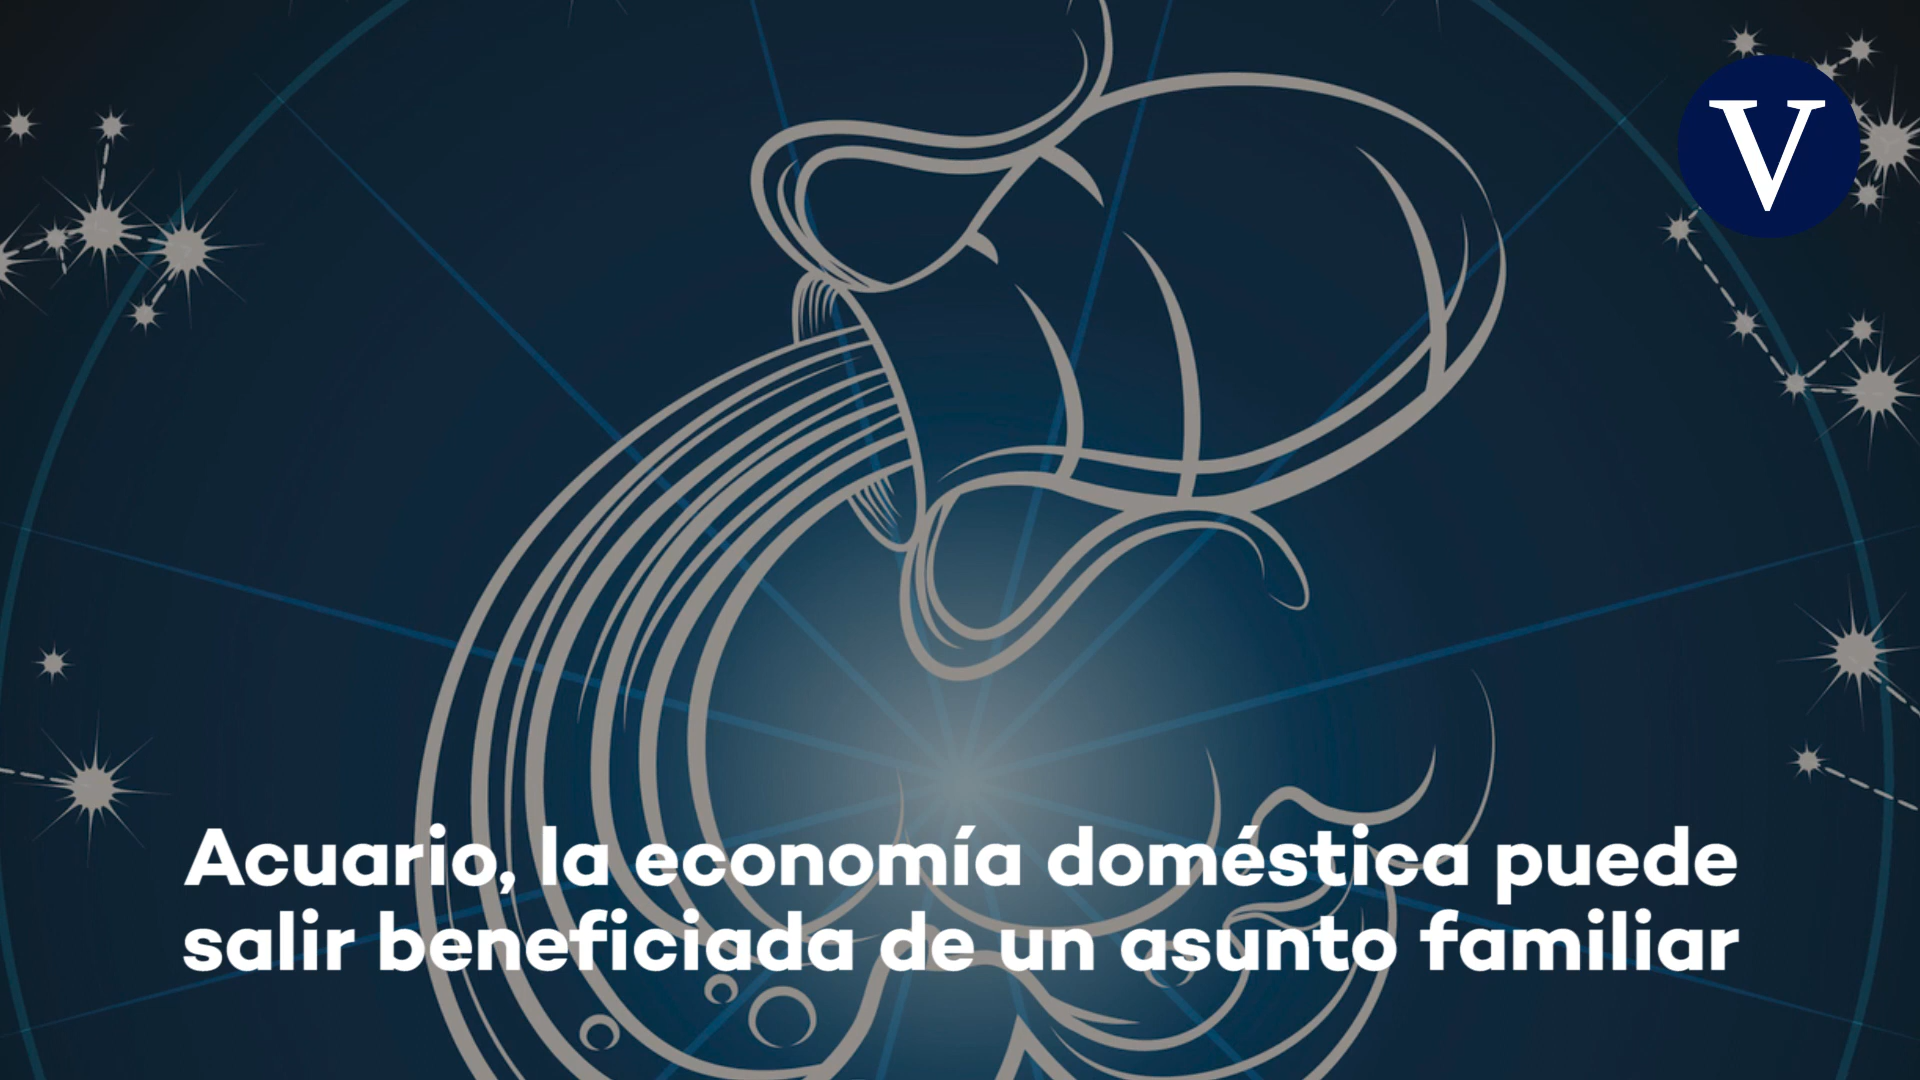 V
Acuario, la economía doméstica puede
salir beneficiada de un asunto familiar